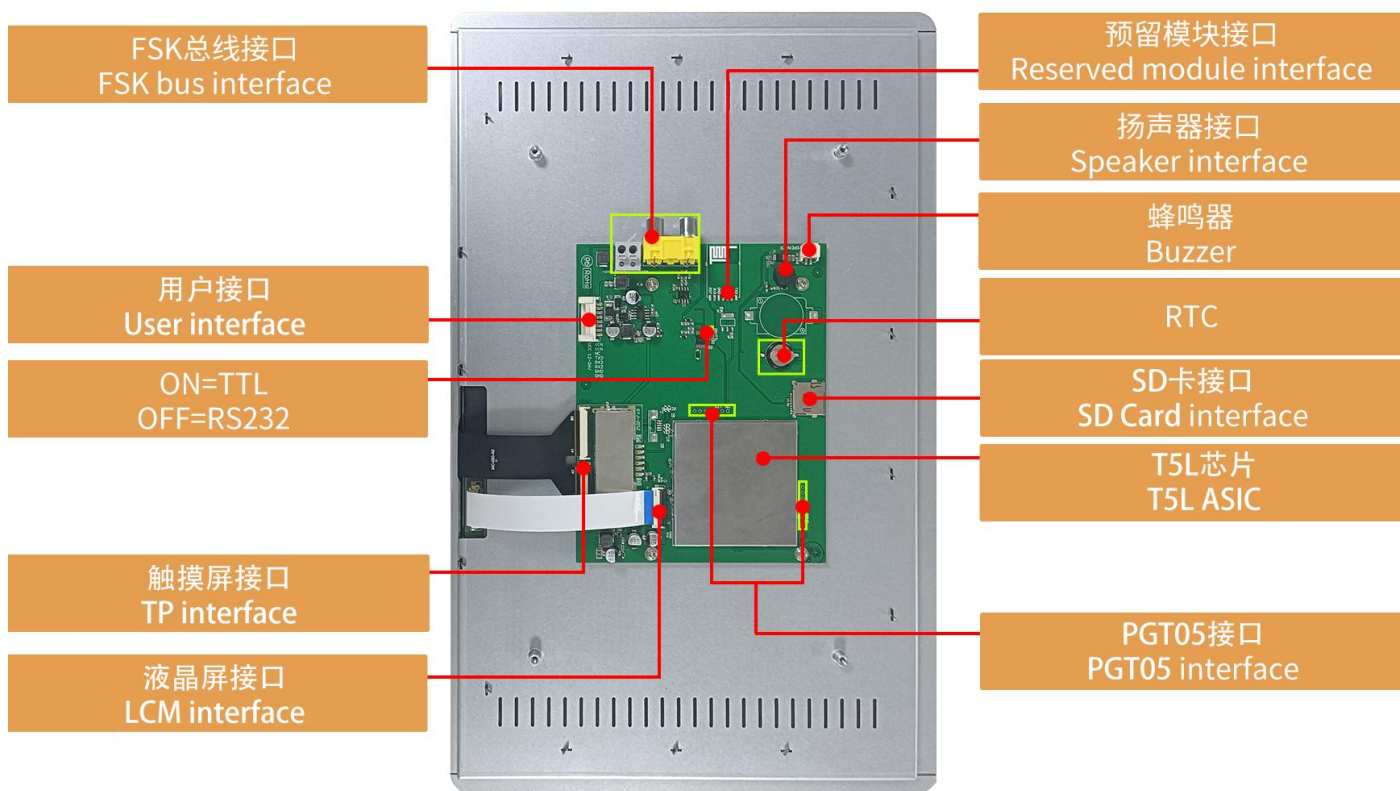 FSK总线接口
FSK bus interface
用户接口
User interface
ON=TTL
OFF=RS232
触摸屏接口
TP interface
液晶屏接口
LCM interface
预留模块接口
Reserved module interface
扬声器接口
Speaker interface
蜂鸣器
Buzzer
RTC
SD卡接口
SD Card interface
T5L芯片
T5L ASIC
PGT05接口
PGT05 interface
RoHS